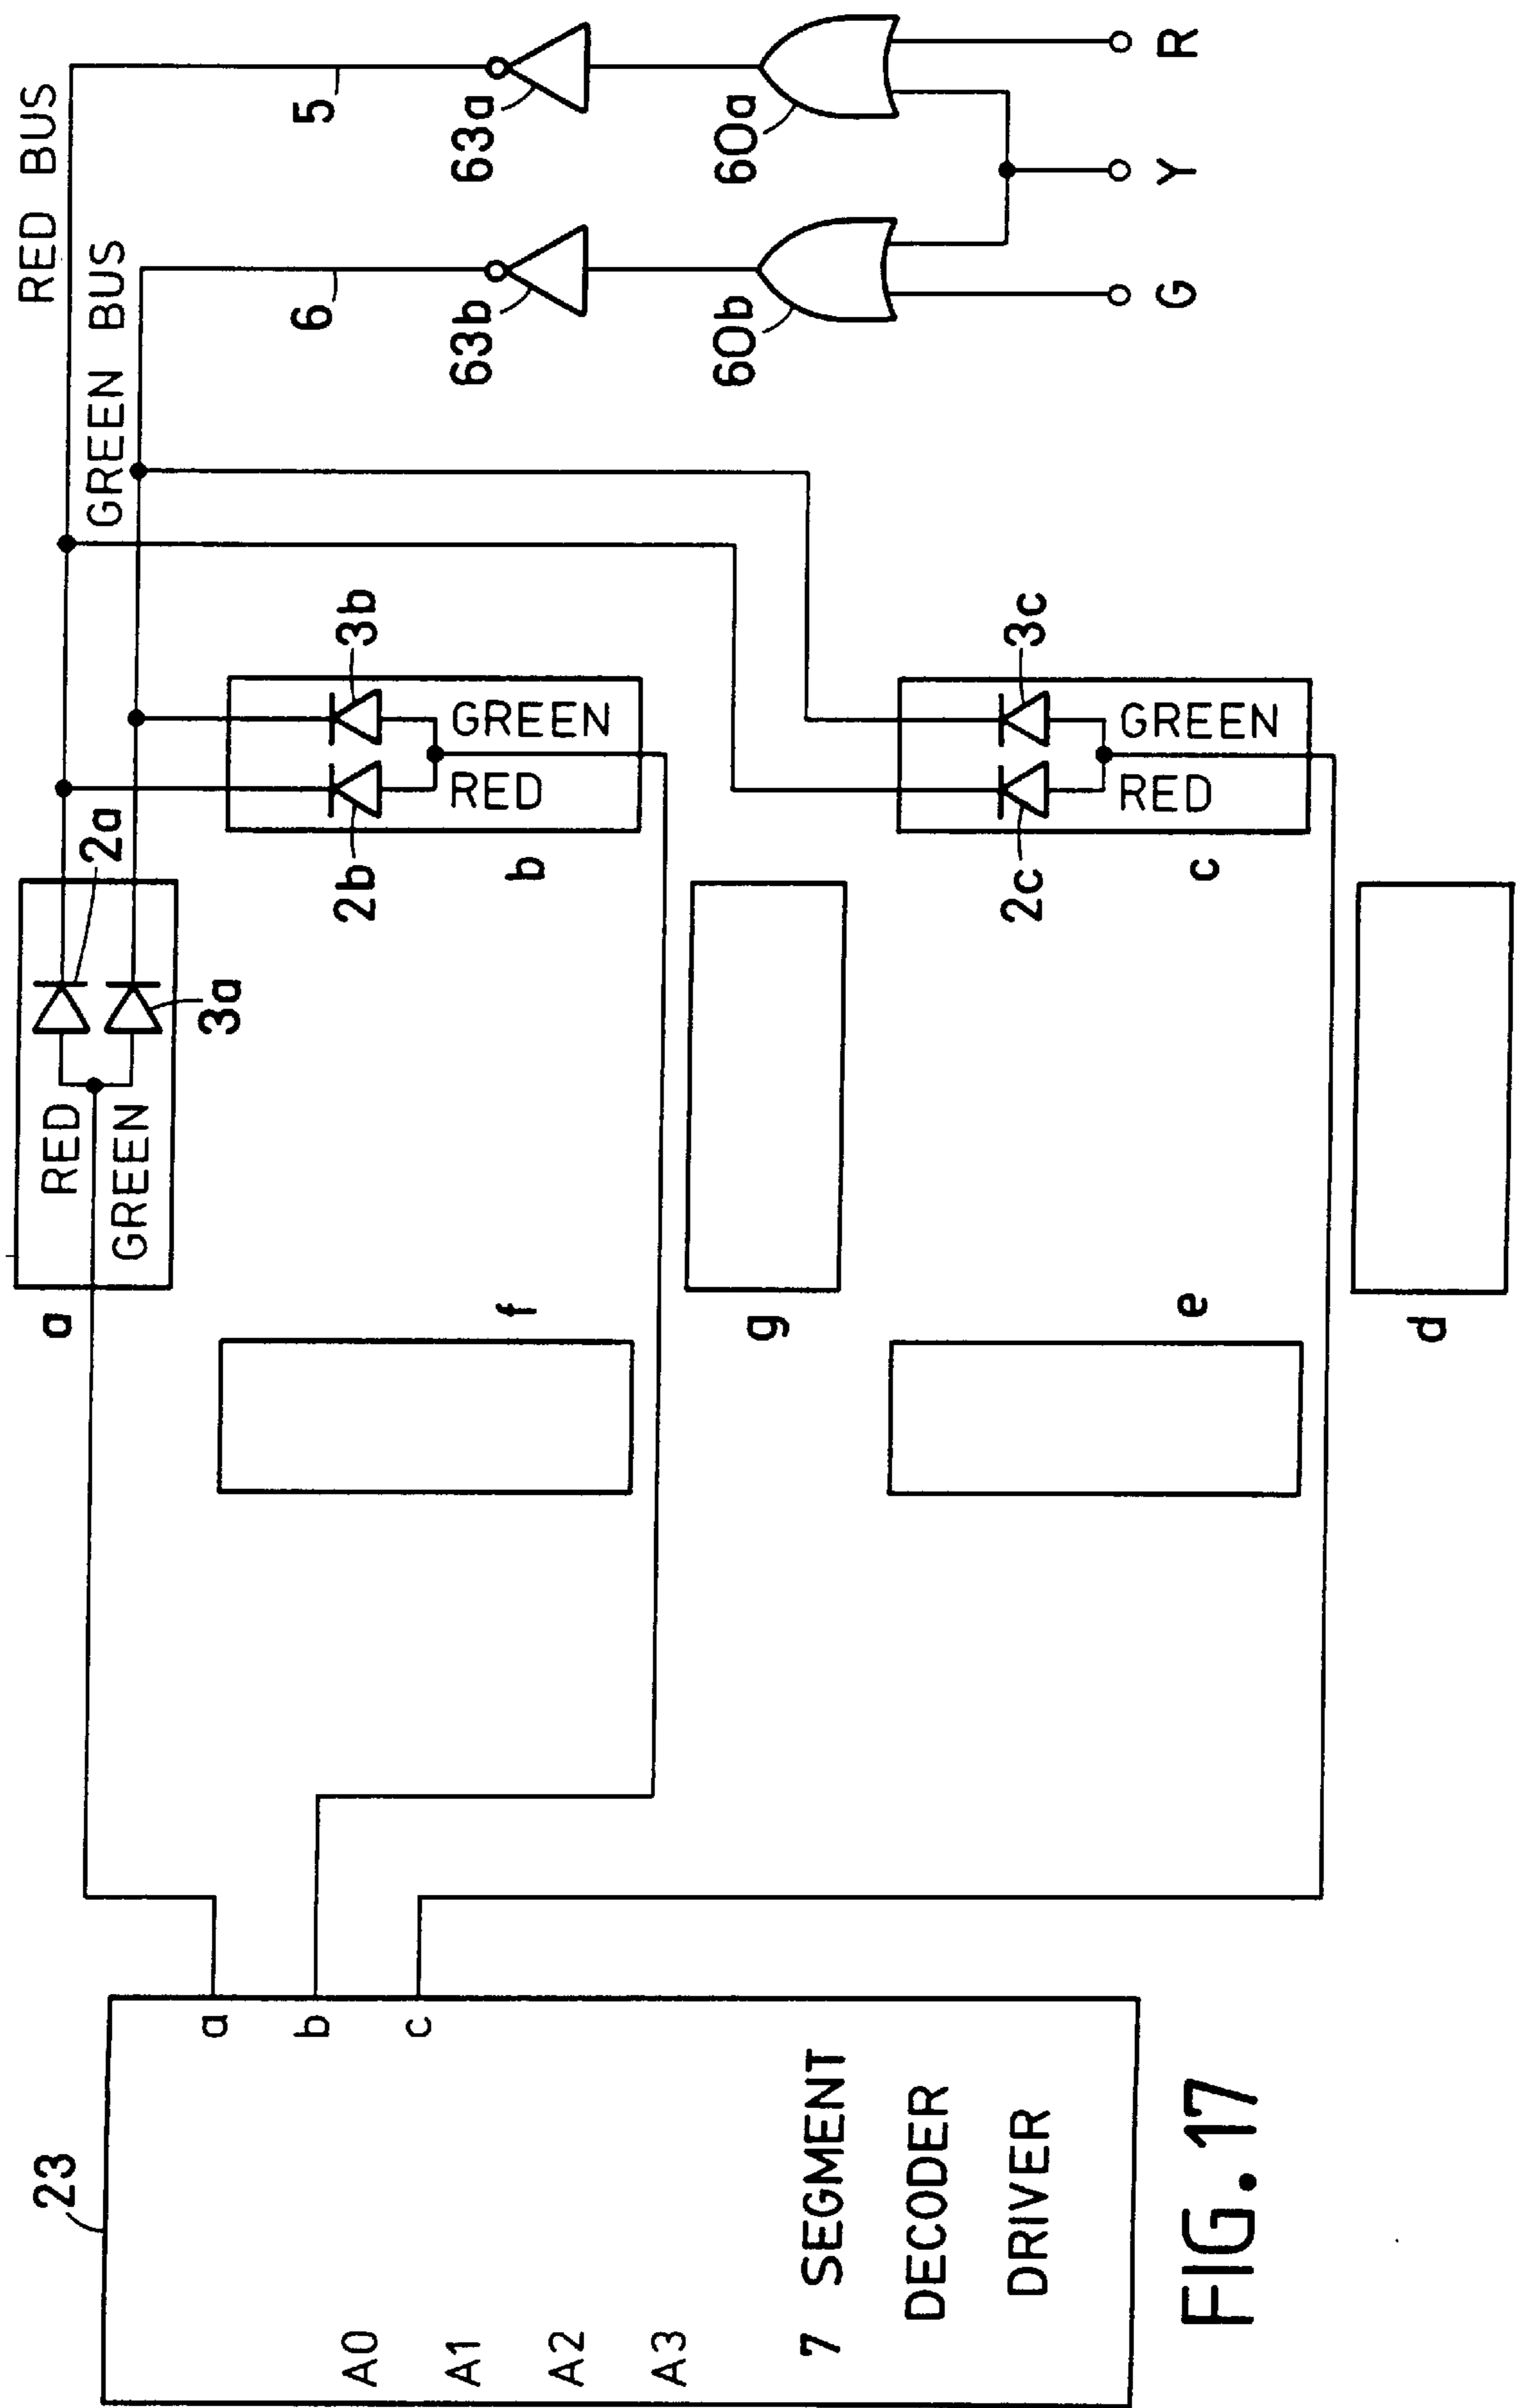 RED BUS
5
63a
60a
R
GREEN BUS
6
63b
60b
Y
G
2a
3a
RED
GREEN
a
3b
GREEN
RED
2b
b
3c
GREEN
RED
2c
c
f
g
e
d
23
a
b
c
A0
A1
A2
A3
7 SEGMENT
DECODER
DRIVER
FIG. 17